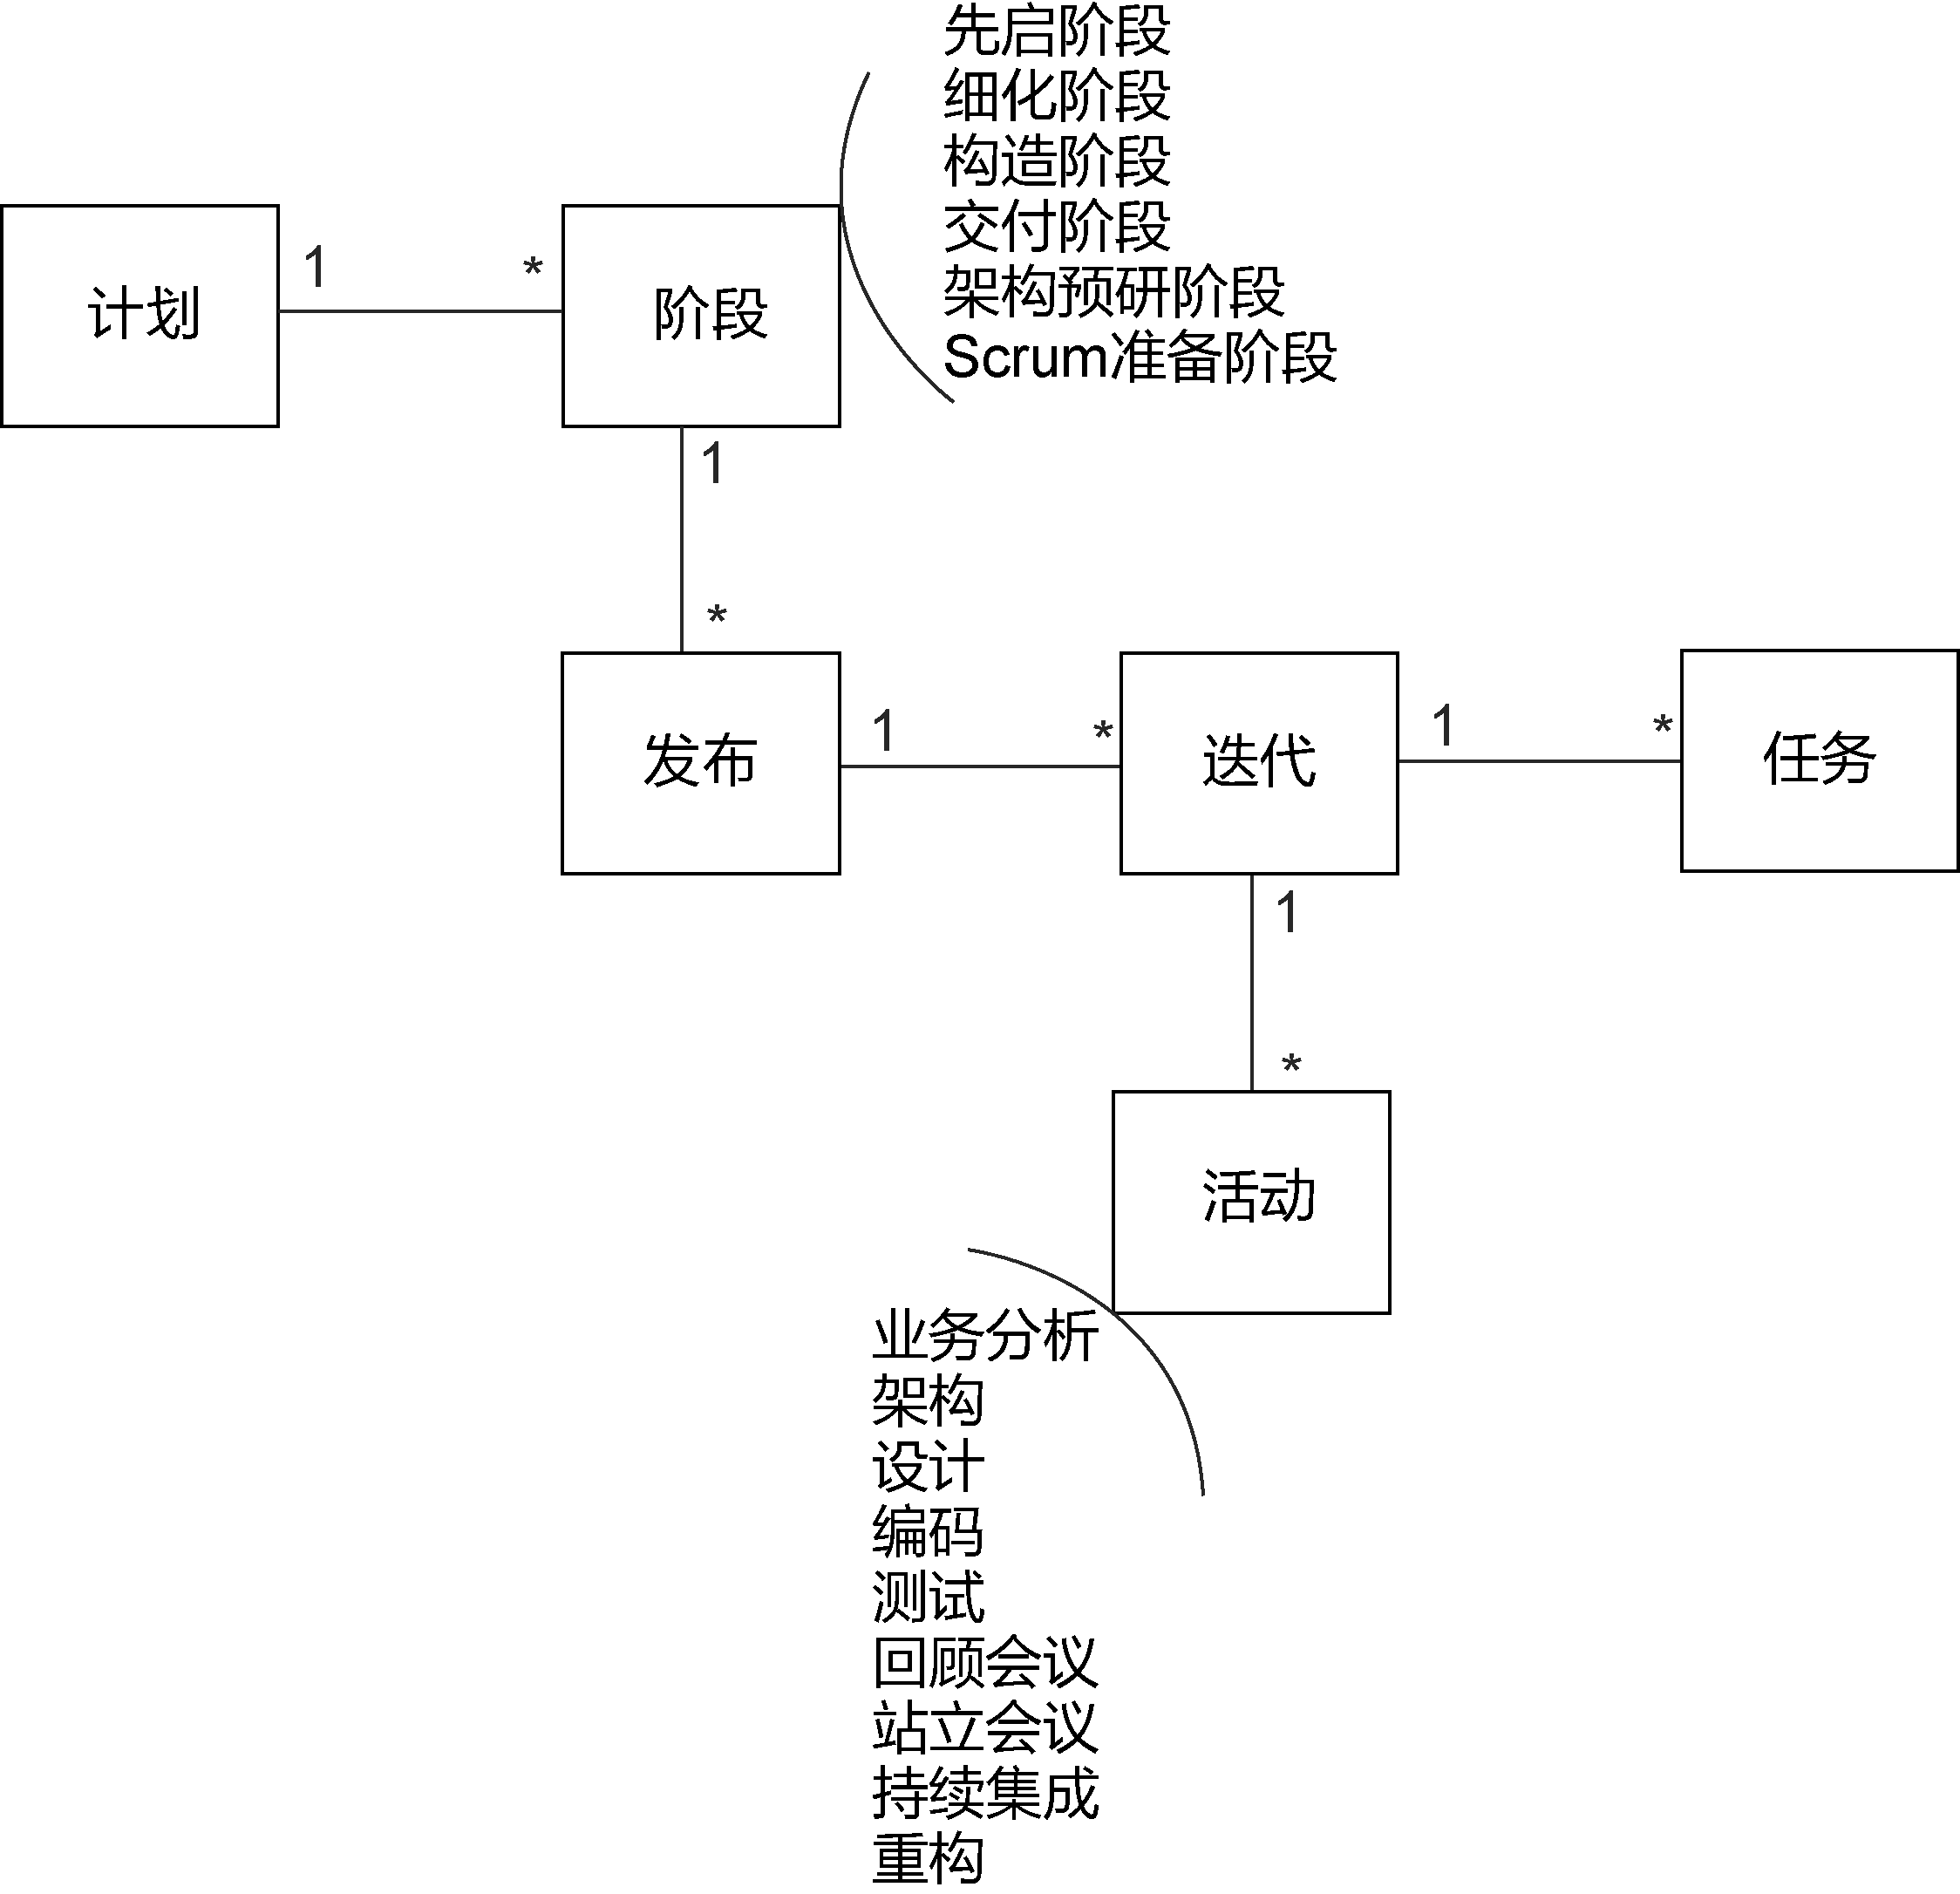 先启阶段
细化阶段
构造阶段
交付阶段
架构预研阶段
Scrum准备阶段
计划
1
*
阶段
1
*
发布
1
*
迭代
1
*
任务
1
*
活动
业务分析
架构
设计
编码
测试
回顾会议
站立会议
持续集成
重构